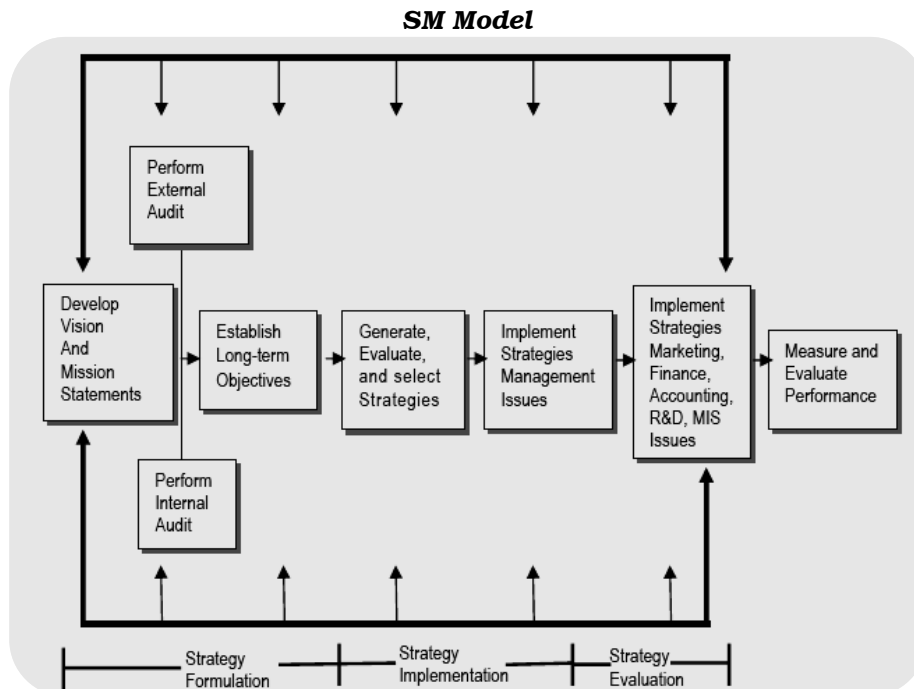 SM Model
Perform
External
Audit
Develop
Vision
And
Mission
Statements
Establish
Long-term
Objectives
Generate,
Evaluate,
and select
Strategies
Implement
Strategies
Management
Issues
Implement
Strategies
Marketing,
Finance,
Accounting,
R&D, MIS
Issues
Measure and
Evaluate
Performance
Perform
Internal
Audit
Strategy
Formulation
Strategy
Implementation
Strategy
Evaluation